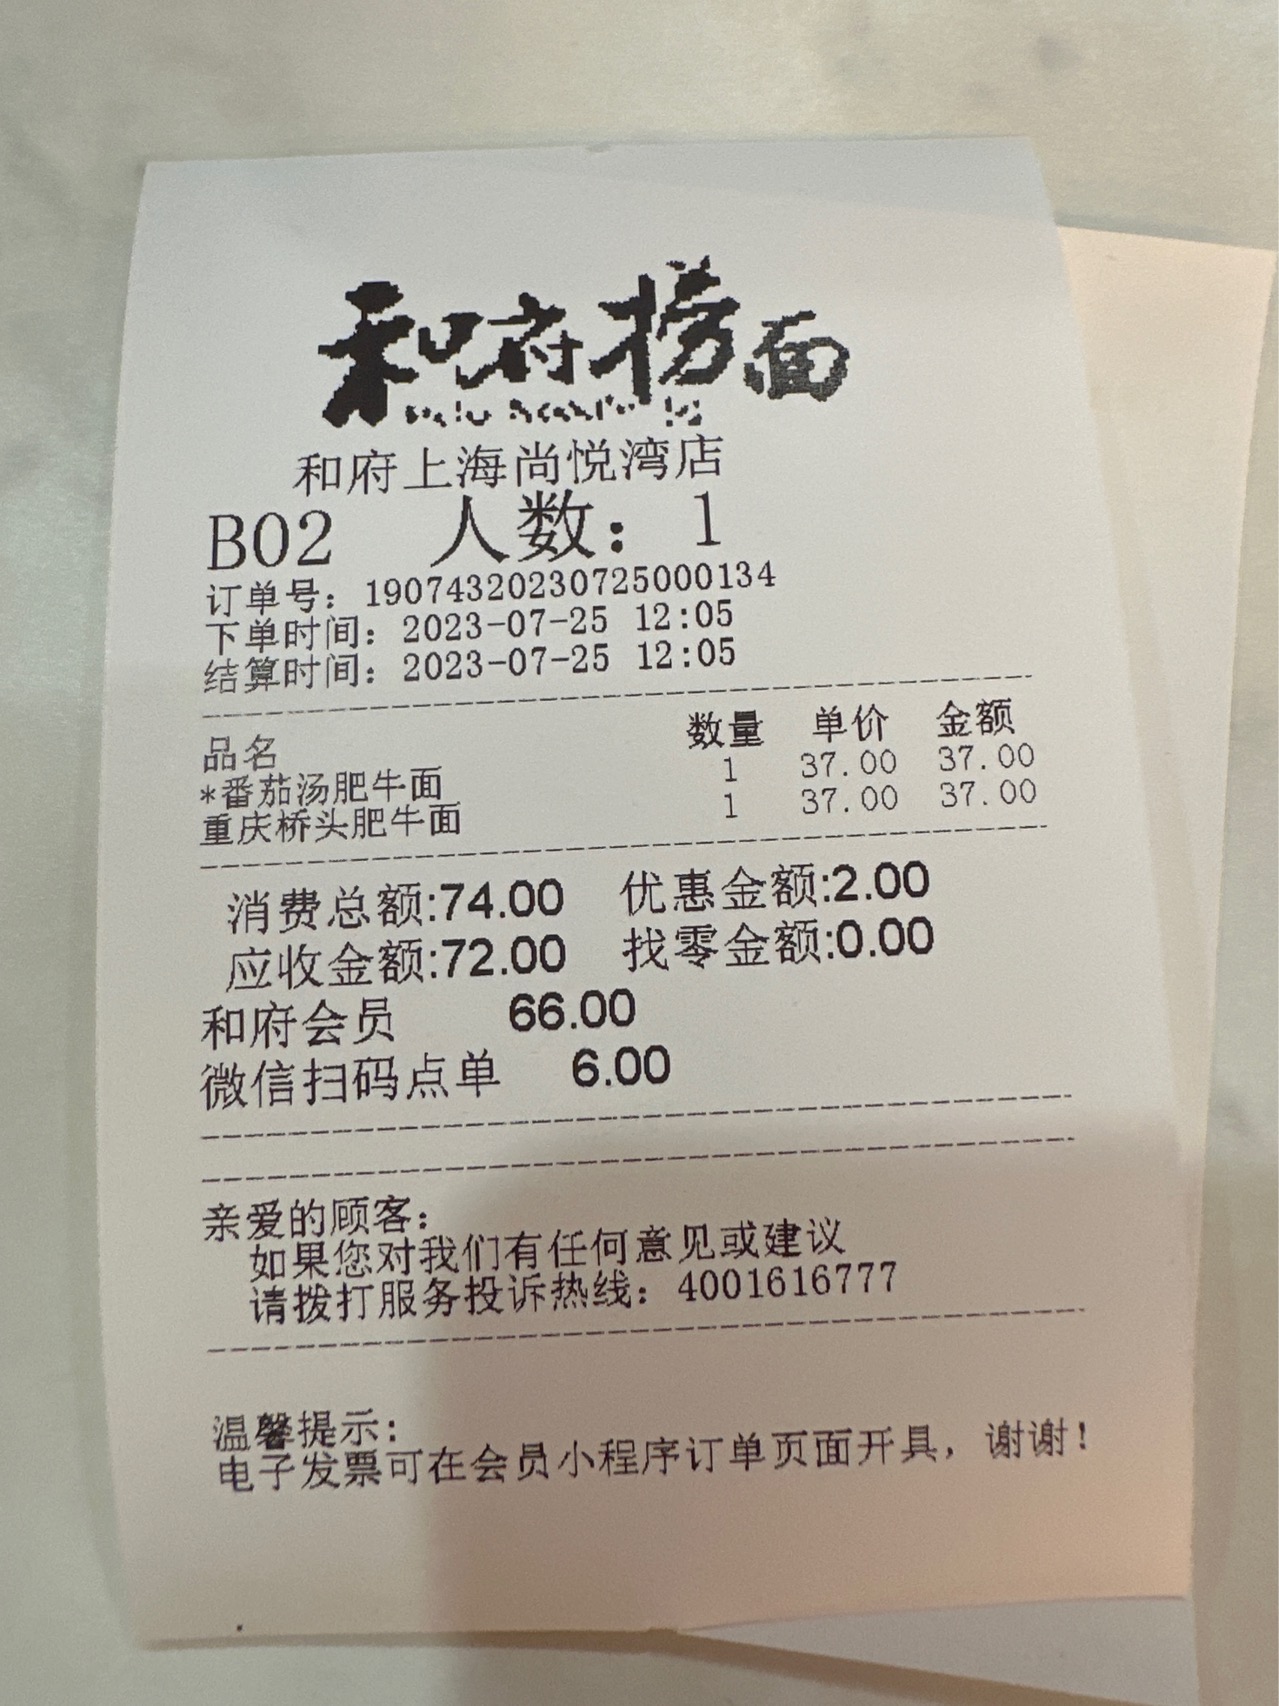 和府捞面
和府上海尚悦湾店
B02 人数：1
订单号：19074320230725000134
下单时间：2023-07-25 12:05
结算时间：2023-07-25 12:05
品名 数量 单价 金额
*番茄汤肥牛面 1 37.00 37.00
重庆桥头肥牛面 1 37.00 37.00
消费总额:74.00 优惠金额:2.00
应收金额:72.00 找零金额:0.00
和府会员 66.00
微信扫码点单 6.00
亲爱的顾客：
如果您对我们有任何意见或建议
请拨打服务投诉热线：4001616777
温馨提示：
电子发票可在会员小程序订单页面开具，谢谢！